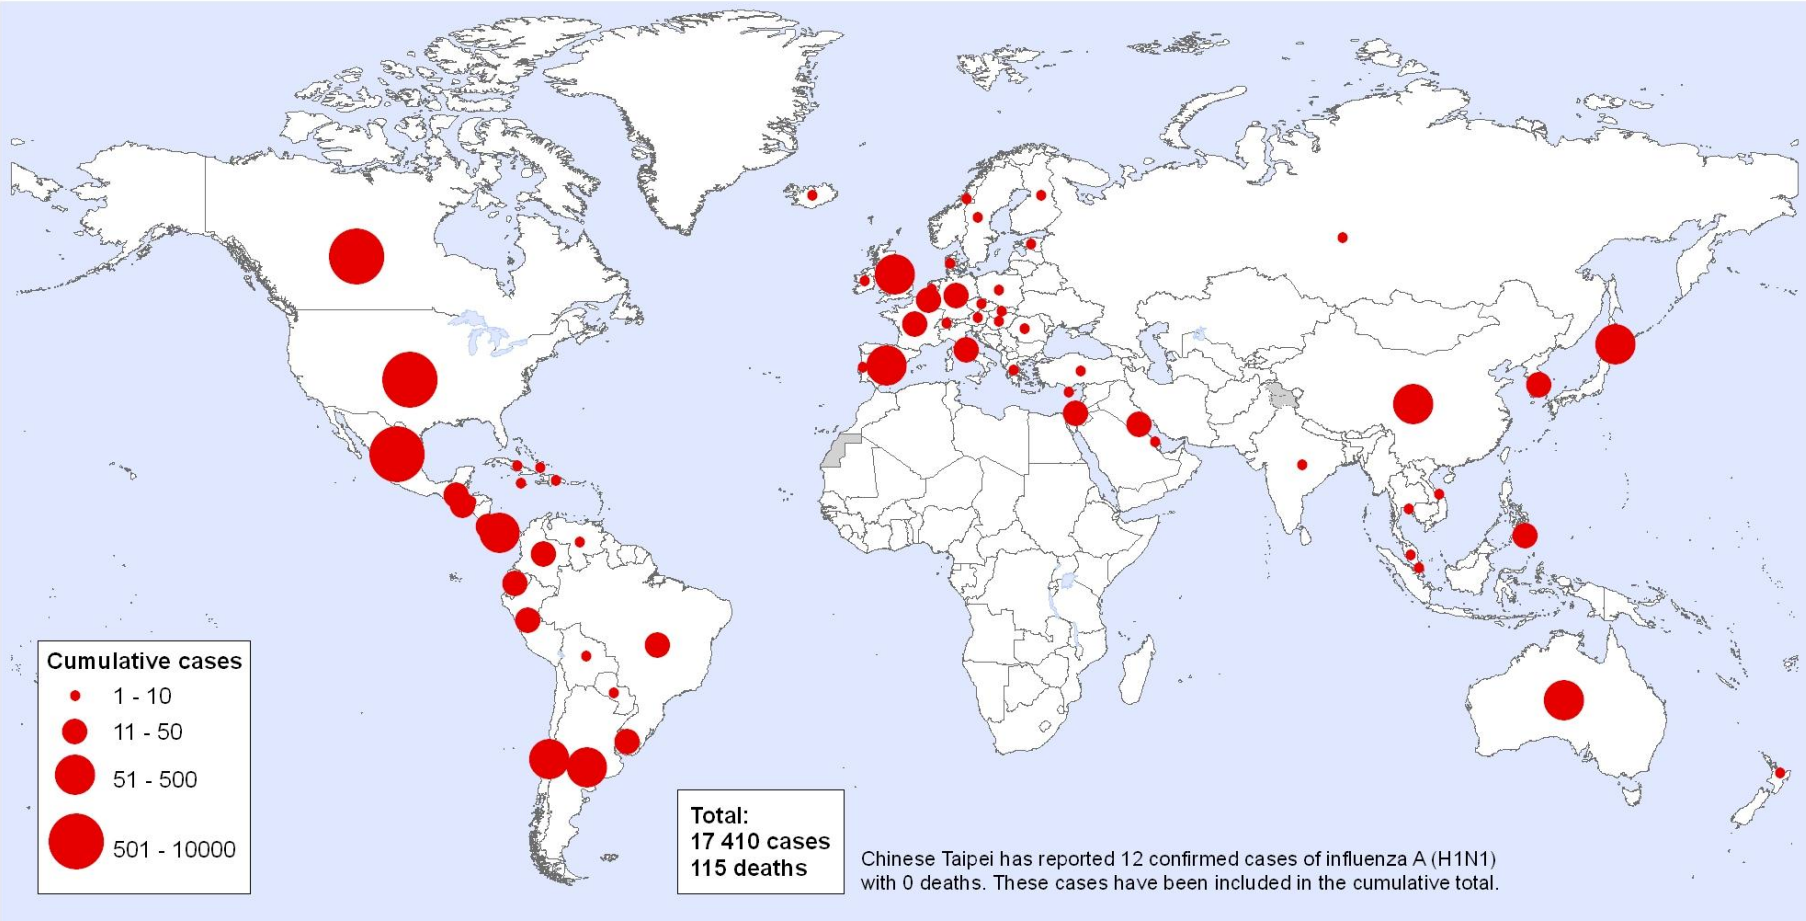 Cumulative cases
1 - 10
11 - 50
51 - 500
501 - 10000
Total:
17 410 cases
115 deaths
Chinese Taipei has reported 12 confirmed cases of influenza A (H1N1)
with 0 deaths. These cases have been included in the cumulative total.